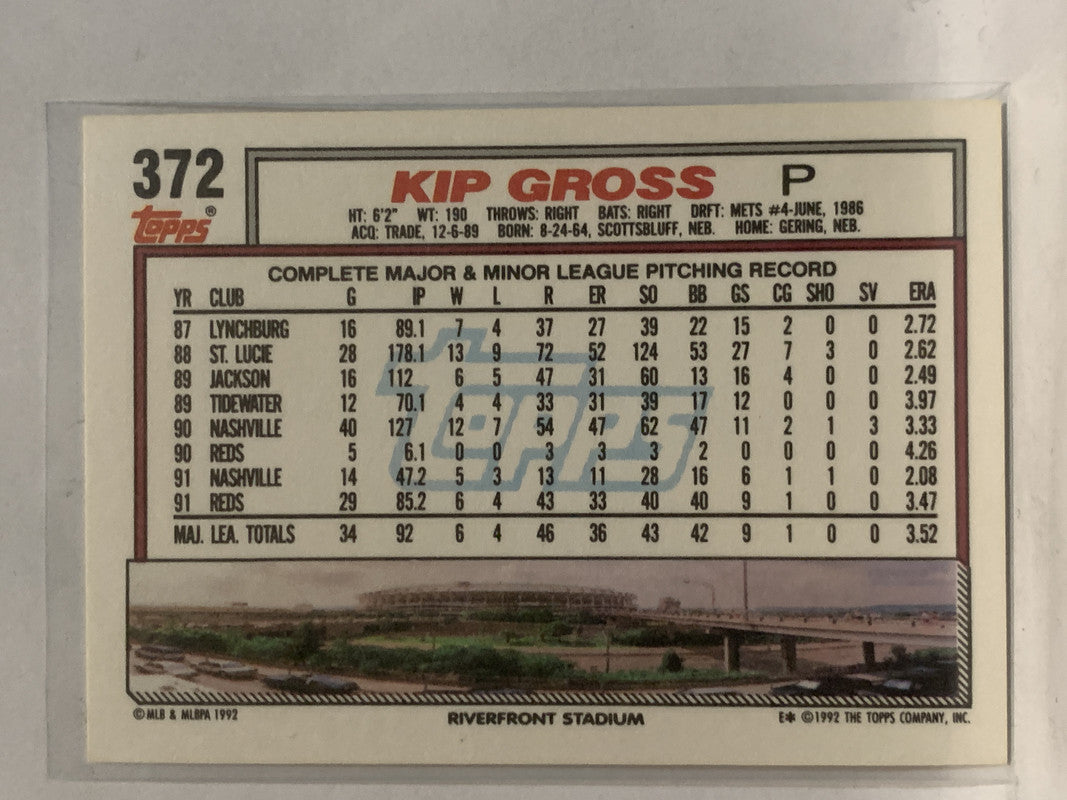 372
KIP GROSS P
Topps®
HT: 6'2" WT: 190 THROWS: RIGHT BATS: RIGHT DRFT: METS #4-JUNE, 1986
ACQ: TRADE, 12-6-89 BORN: 8-24-64, SCOTTSBLUFF, NEB. HOME: GERING, NEB.
COMPLETE MAJOR & MINOR LEAGUE PITCHING RECORD
YR CLUB G IP W L R ER SO BB GS CG SHO SV ERA
87 LYNCHBURG 16 89.1 7 4 37 27 39 22 15 2 0 0 2.72
88 ST. LUCIE 28 178.1 13 9 72 52 124 53 27 7 3 0 2.62
89 JACKSON 16 112 6 5 47 31 60 13 16 4 0 0 2.49
89 TIDEWATER 12 70.1 4 4 33 31 39 17 12 0 0 0 3.97
90 NASHVILLE 40 127 12 7 54 47 62 47 11 2 1 3 3.33
90 REDS 5 6.1 0 0 3 3 3 2 0 0 0 0 4.26
91 NASHVILLE 14 47.2 5 3 13 11 28 16 6 1 1 0 2.08
91 REDS 29 85.2 6 4 43 33 40 40 9 1 0 0 3.47
MAJ. LEA. TOTALS 34 92 6 4 46 36 43 42 9 1 0 0 3.52
Topps
©MLB & MLBPA 1992 RIVERFRONT STADIUM E✱ ©1992 THE TOPPS COMPANY, INC.